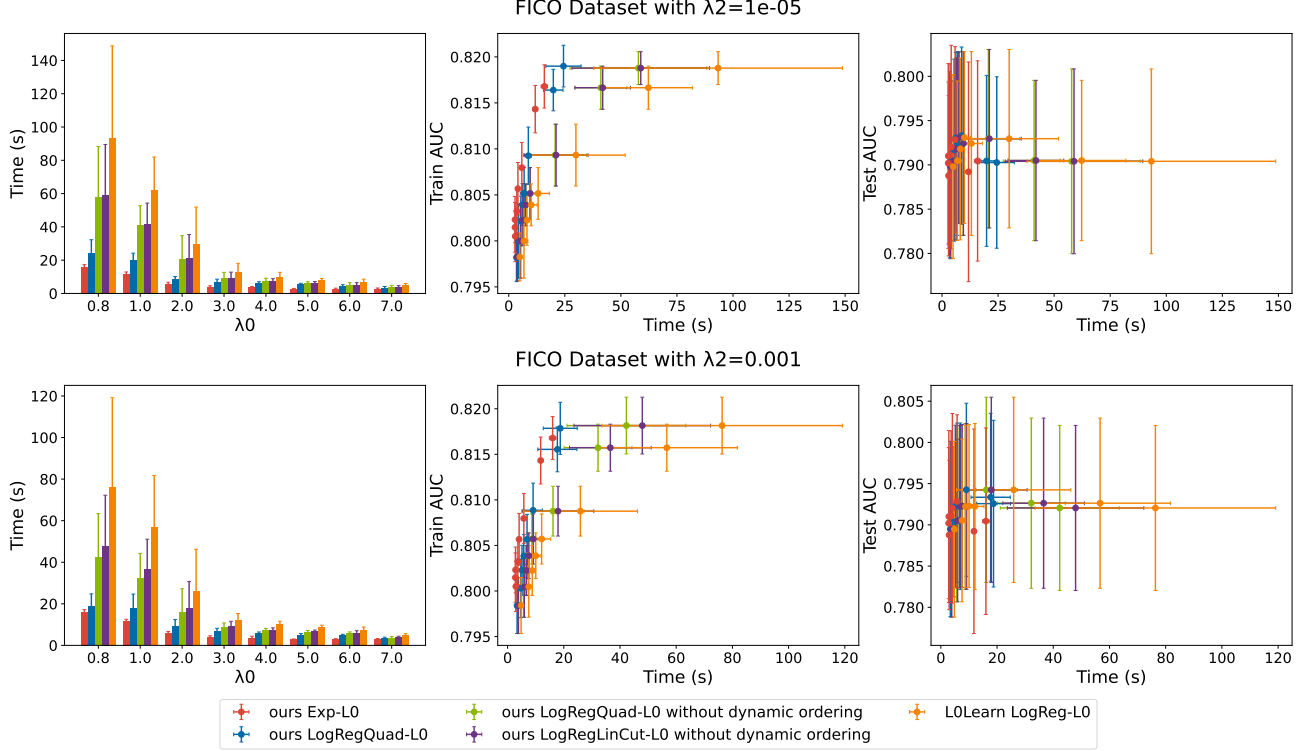 FICO Dataset with λ2=1e-05
140
120
100
80
60
40
20
0
Time (s)
0.8 1.0 2.0 3.0 4.0 5.0 6.0 7.0
λ0
0.820
0.815
0.810
0.805
0.800
0.795
Train AUC
0 25 50 75 100 125 150
Time (s)
0.800
0.795
0.790
0.785
0.780
Test AUC
0 25 50 75 100 125 150
Time (s)
FICO Dataset with λ2=0.001
120
100
80
60
40
20
0
Time (s)
0.8 1.0 2.0 3.0 4.0 5.0 6.0 7.0
λ0
0.820
0.815
0.810
0.805
0.800
0.795
Train AUC
0 20 40 60 80 100 120
Time (s)
0.805
0.800
0.795
0.790
0.785
0.780
Test AUC
0 20 40 60 80 100 120
Time (s)
ours Exp-L0
ours LogRegQuad-L0
ours LogRegQuad-L0 without dynamic ordering
ours LogRegLinCut-L0 without dynamic ordering
L0Learn LogReg-L0